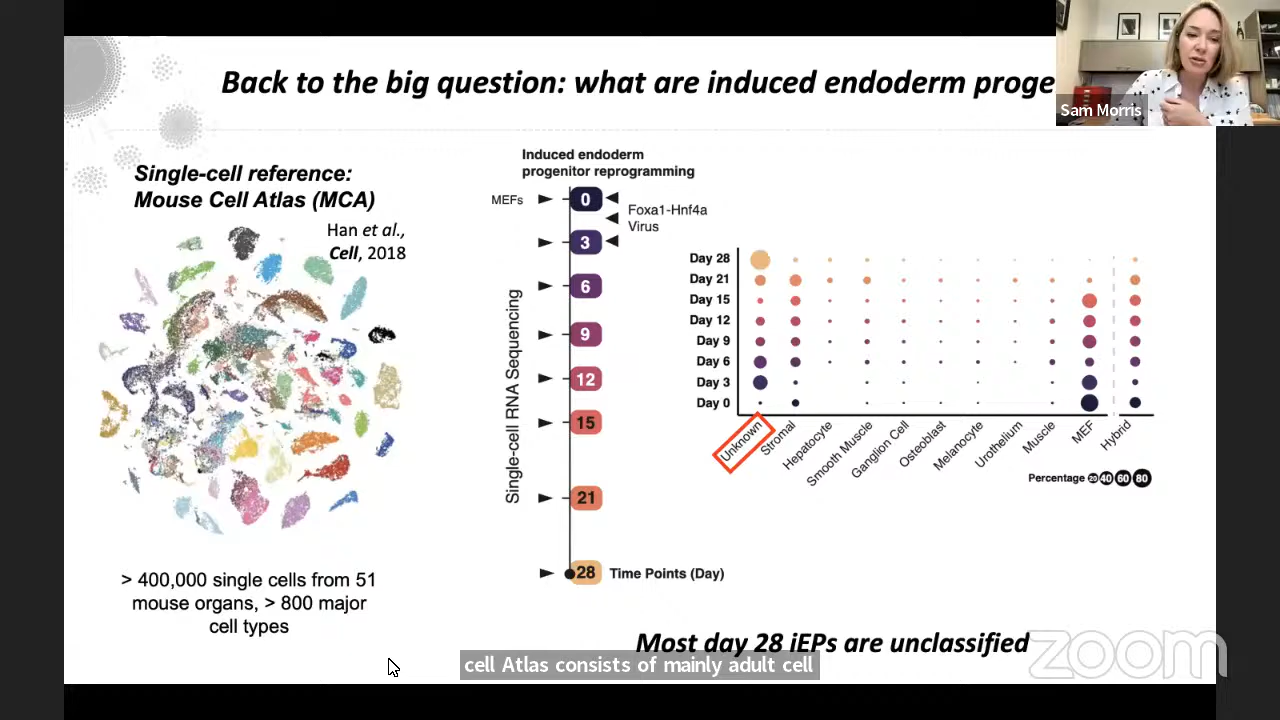 Back to the big question: what are induced endoderm proge
Sam Morris
Single-cell reference:
Mouse Cell Atlas (MCA)
Han et al.,
Cell, 2018
> 400,000 single cells from 51
mouse organs, > 800 major
cell types
Induced endoderm
progenitor reprogramming
MEFs
0
Foxa1-Hnf4a
Virus
3
6
9
12
15
21
28
Time Points (Day)
Single-cell RNA Sequencing
Day 28
Day 21
Day 15
Day 12
Day 9
Day 6
Day 3
Day 0
Unknown
Stromal
Hepatocyte
Smooth Muscle
Ganglion Cell
Osteoblast
Melanocyte
Urothelium
Muscle
MEF
Hybrid
Percentage 20 40 60 80
Most day 28 iEPs are unclassified
cell Atlas consists of mainly adult cell
zoom